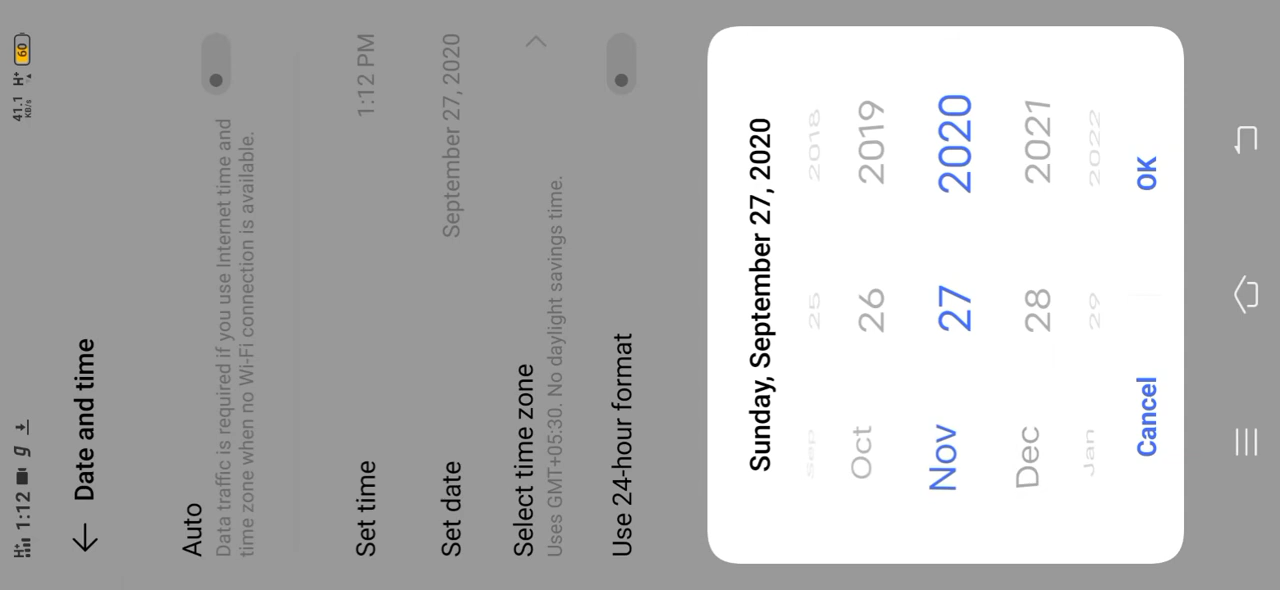 1:12
41.1 KB/s H+ 60
Date and time
Auto
Data traffic is required if you use Internet time and
time zone when no Wi-Fi connection is available.
Set time 1:12 PM
Set date September 27, 2020
Select time zone
Uses GMT+05:30. No daylight savings time.
Use 24-hour format
Sunday, September 27, 2020
Sep 25 2018
Oct 26 2019
Nov 27 2020
Dec 28 2021
Jan 29 2022
Cancel OK